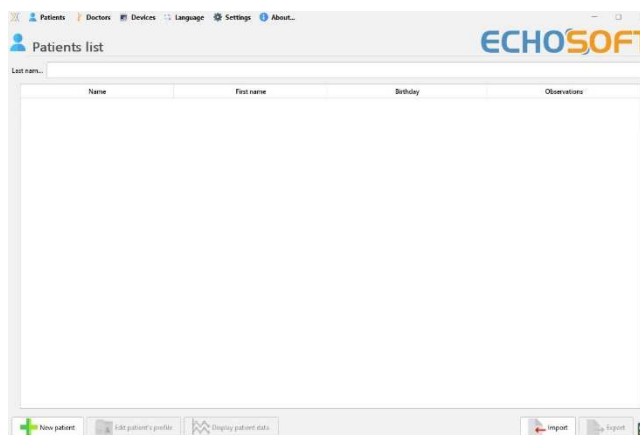 Patients Doctors Devices Language Settings About...
Patients list
ECHOSOFT
Last nam...
Name First name Birthday Observations
New patient Edit patient's profile Display patient data Import Export